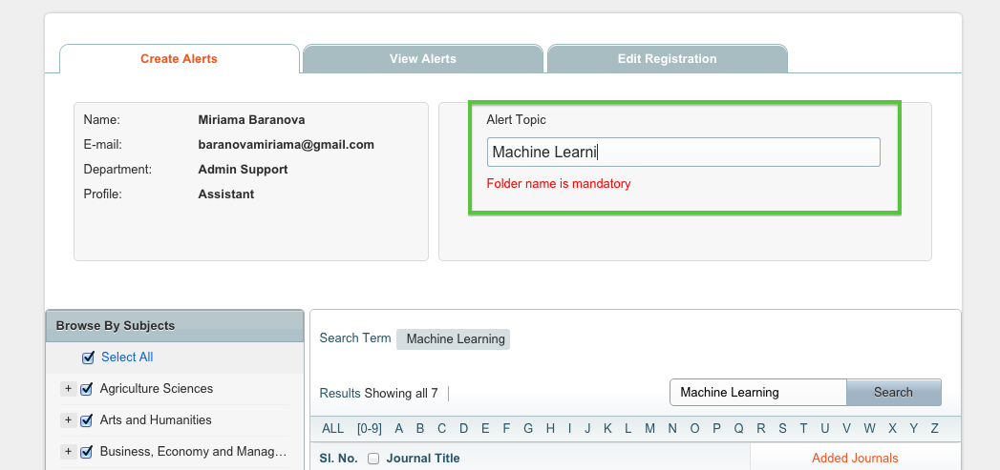 Create Alerts View Alerts Edit Registration
Name: Miriama Baranova
E-mail: baranovamiriama@gmail.com
Department: Admin Support
Profile: Assistant
Alert Topic
Machine Learni
Folder name is mandatory
Browse By Subjects
Select All
+ Agriculture Sciences
+ Arts and Humanities
+ Business, Economy and Manag...
Search Term Machine Learning
Results Showing all 7
Machine Learning Search
ALL [0-9] A B C D E F G H I J K L M N O P Q R S T U V W X Y Z
Sl. No. Journal Title Added Journals